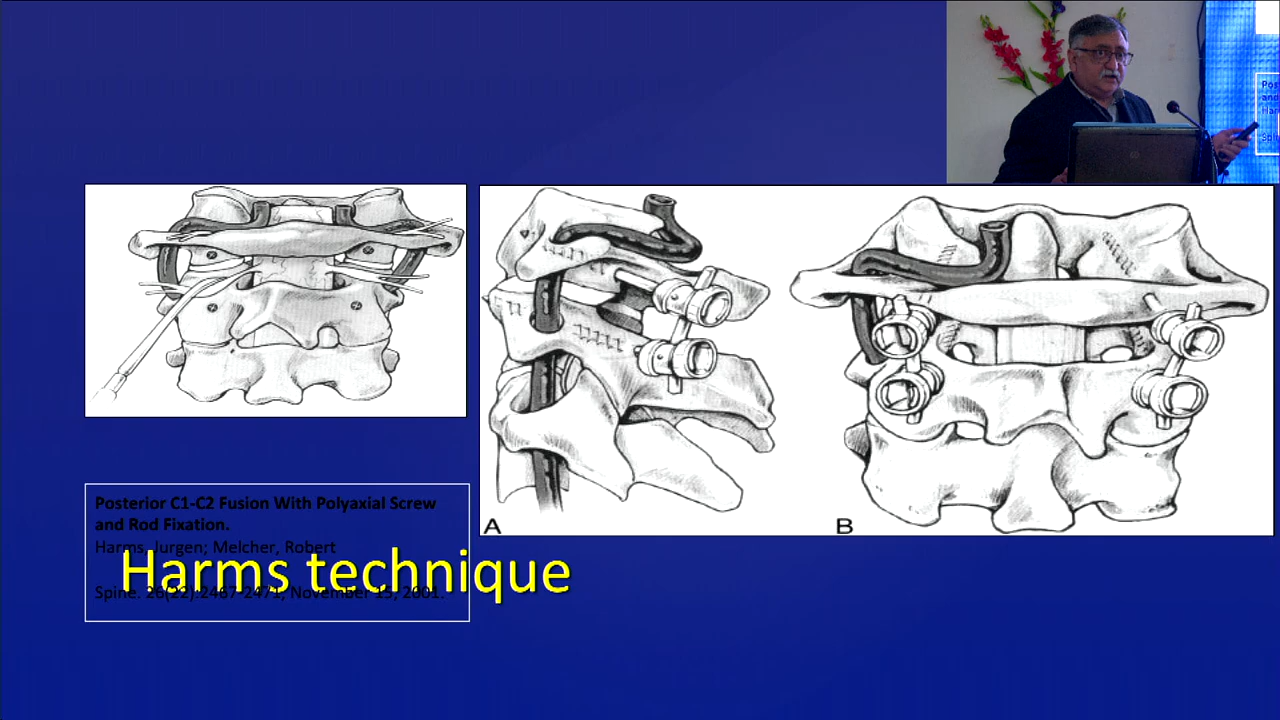 A
B
Posterior C1-C2 Fusion With Polyaxial Screw
and Rod Fixation.
Harms, Jurgen; Melcher, Robert
Harms technique
Spine. 26(22):2467-2471, November 15, 2001.